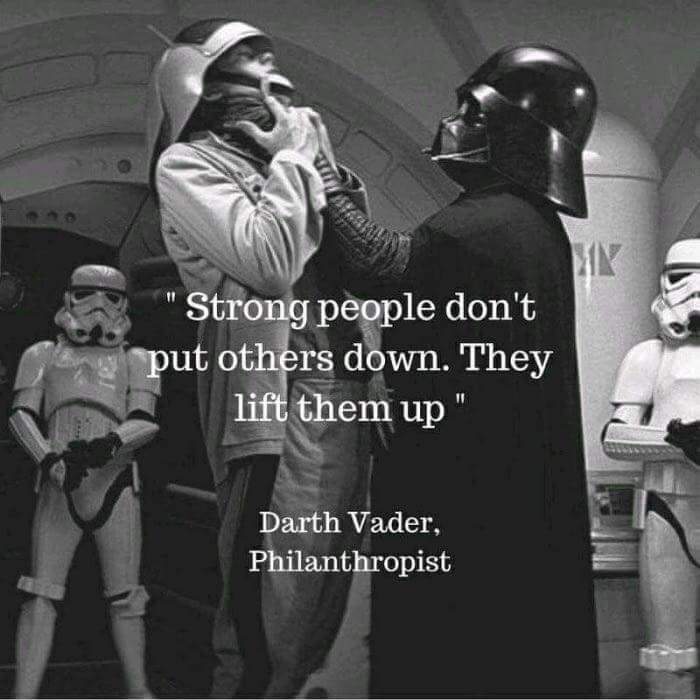 " Strong people don't
put others down. They
lift them up "
Darth Vader,
Philanthropist